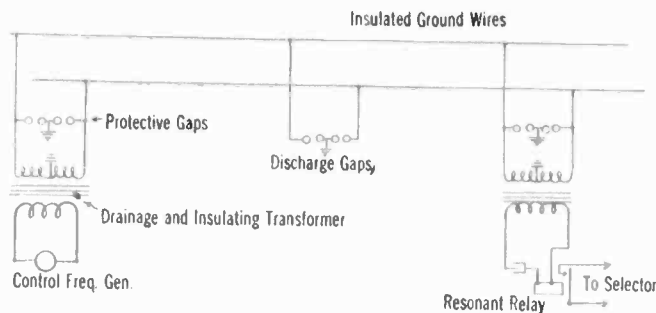 Insulated Ground Wires
Protective Gaps
Discharge Gaps,
Drainage and Insulating Transformer
Control Freq. Gen.
To Selector
Resonant Relay